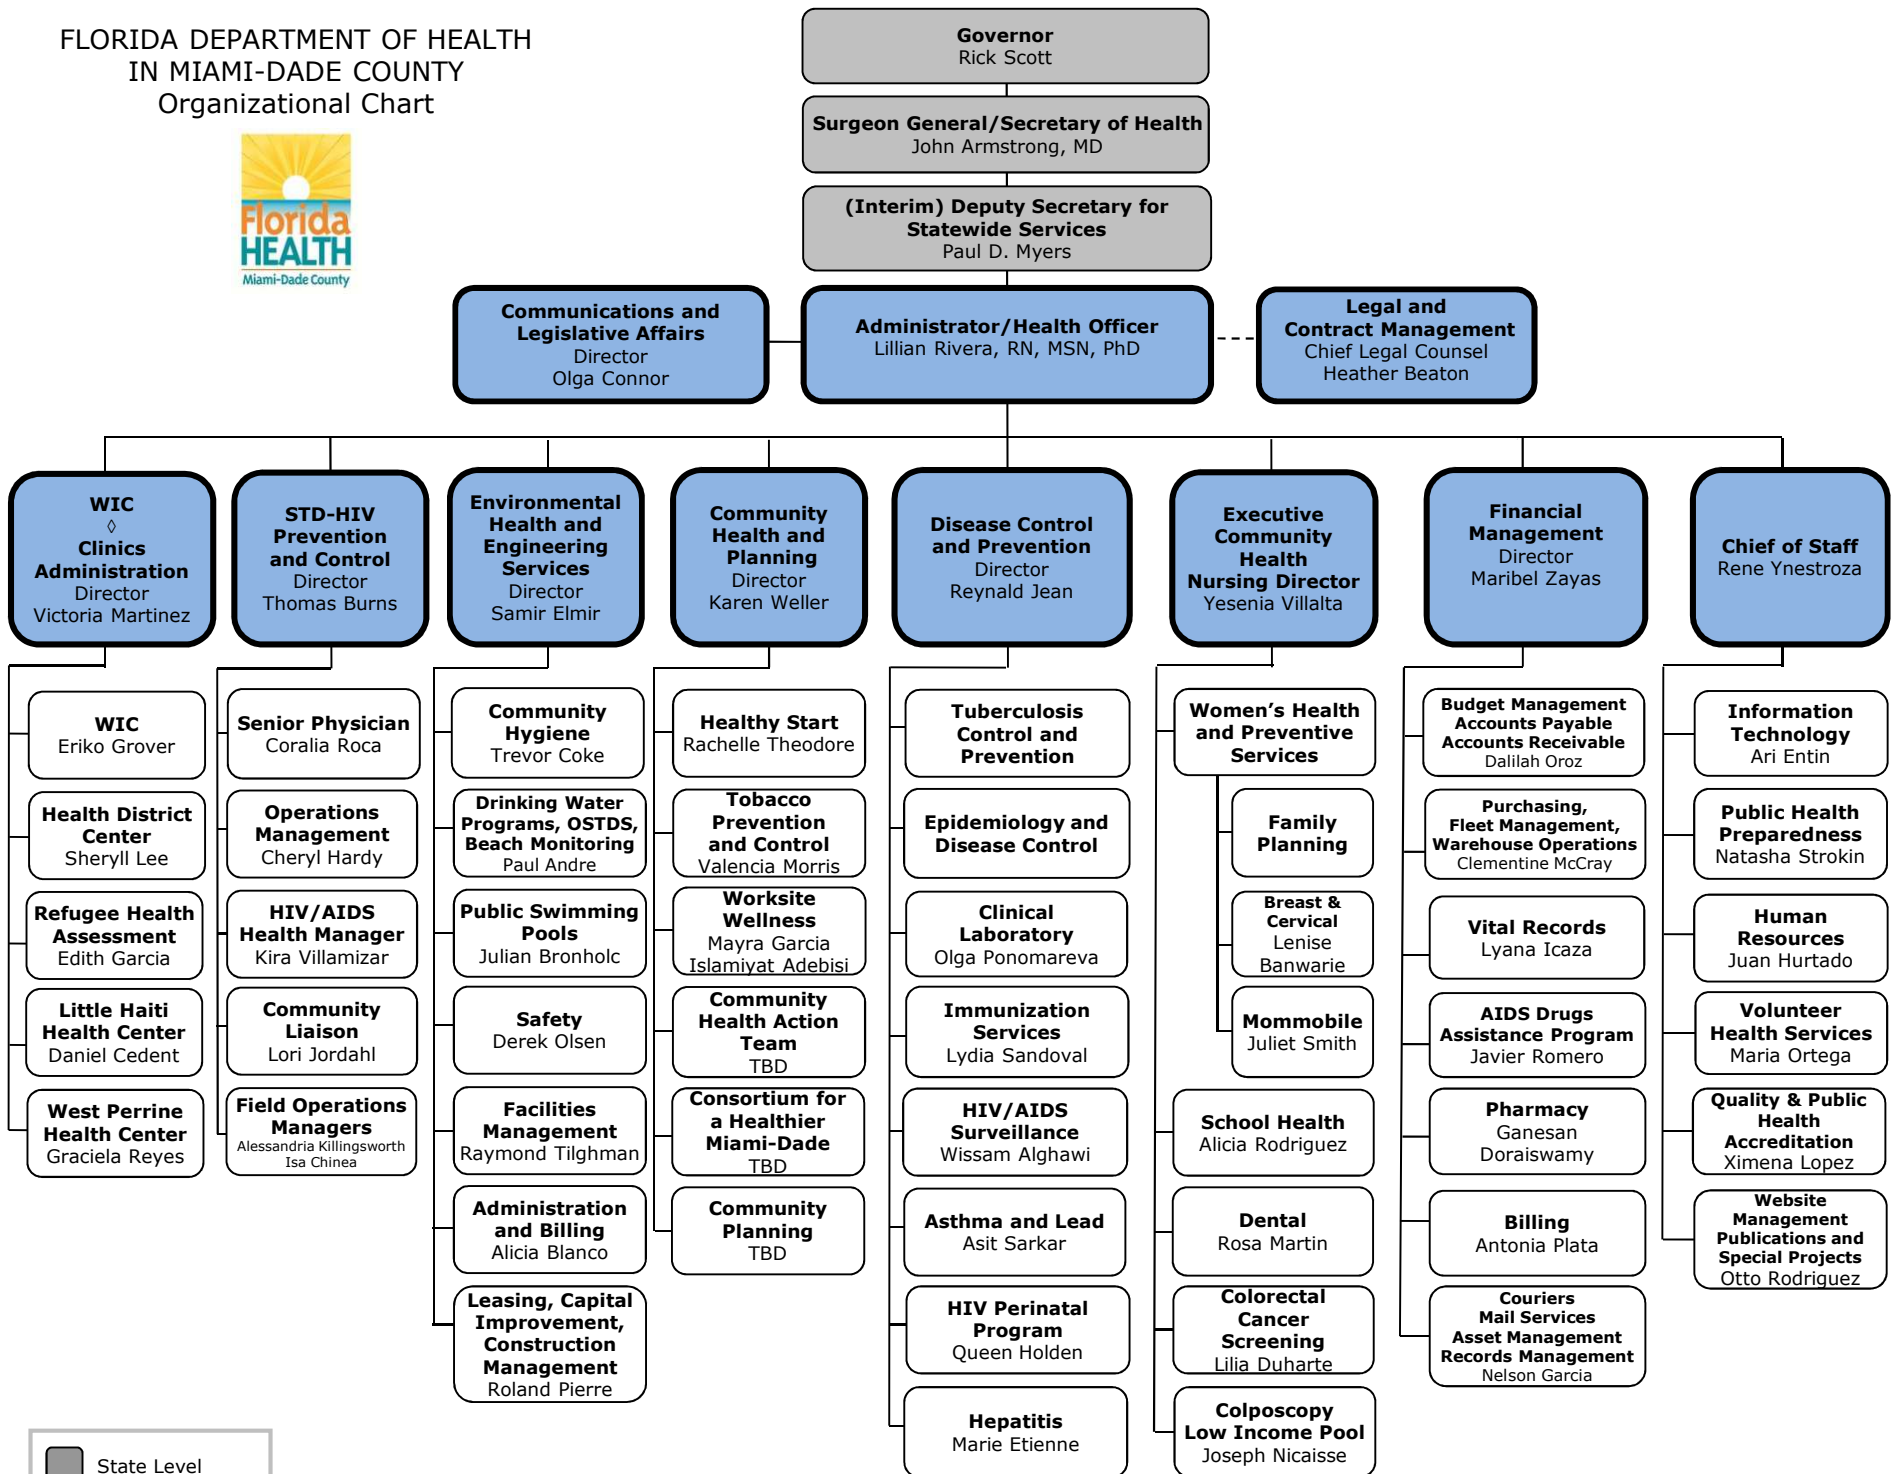 FLORIDA DEPARTMENT OF HEALTH
IN MIAMI-DADE COUNTY
Organizational Chart
Florida
HEALTH
Miami-Dade County
Governor
Rick Scott
Surgeon General/Secretary of Health
John Armstrong, MD
(Interim) Deputy Secretary for
Statewide Services
Paul D. Myers
Communications and
Legislative Affairs
Director
Olga Connor
Administrator/Health Officer
Lillian Rivera, RN, MSN, PhD
Legal and
Contract Management
Chief Legal Counsel
Heather Beaton
WIC
◊
Clinics
Administration
Director
Victoria Martinez
STD-HIV
Prevention
and Control
Director
Thomas Burns
Environmental
Health and
Engineering
Services
Director
Samir Elmir
Community
Health and
Planning
Director
Karen Weller
Disease Control
and Prevention
Director
Reynald Jean
Executive
Community
Health
Nursing Director
Yesenia Villalta
Financial
Management
Director
Maribel Zayas
Chief of Staff
Rene Ynestroza
WIC
Eriko Grover
Health District
Center
Sheryll Lee
Refugee Health
Assessment
Edith Garcia
Little Haiti
Health Center
Daniel Cedent
West Perrine
Health Center
Graciela Reyes
Senior Physician
Coralia Roca
Operations
Management
Cheryl Hardy
HIV/AIDS
Health Manager
Kira Villamizar
Community
Liaison
Lori Jordahl
Field Operations
Managers
Alessandria Killingsworth
Isa Chinea
Community
Hygiene
Trevor Coke
Drinking Water
Programs, OSTDS,
Beach Monitoring
Paul Andre
Public Swimming
Pools
Julian Bronholc
Safety
Derek Olsen
Facilities
Management
Raymond Tilghman
Administration
and Billing
Alicia Blanco
Leasing, Capital
Improvement,
Construction
Management
Roland Pierre
Healthy Start
Rachelle Theodore
Tobacco
Prevention
and Control
Valencia Morris
Worksite
Wellness
Mayra Garcia
Islamiyat Adebisi
Community
Health Action
Team
TBD
Consortium for
a Healthier
Miami-Dade
TBD
Community
Planning
TBD
Tuberculosis
Control and
Prevention
Epidemiology and
Disease Control
Clinical
Laboratory
Olga Ponomareva
Immunization
Services
Lydia Sandoval
HIV/AIDS
Surveillance
Wissam Alghawi
Asthma and Lead
Asit Sarkar
HIV Perinatal
Program
Queen Holden
Hepatitis
Marie Etienne
Women's Health
and Preventive
Services
Family
Planning
Breast &
Cervical
Lenise
Banwarie
Mommobile
Juliet Smith
School Health
Alicia Rodriguez
Dental
Rosa Martin
Colorectal
Cancer
Screening
Lilia Duharte
Colposcopy
Low Income Pool
Joseph Nicaisse
Budget Management
Accounts Payable
Accounts Receivable
Dalilah Oroz
Purchasing,
Fleet Management,
Warehouse Operations
Clementine McCray
Vital Records
Lyana Icaza
AIDS Drugs
Assistance Program
Javier Romero
Pharmacy
Ganesan
Doraiswamy
Billing
Antonia Plata
Couriers
Mail Services
Asset Management
Records Management
Nelson Garcia
Information
Technology
Ari Entin
Public Health
Preparedness
Natasha Strokin
Human
Resources
Juan Hurtado
Volunteer
Health Services
Maria Ortega
Quality & Public
Health
Accreditation
Ximena Lopez
Website
Management
Publications and
Special Projects
Otto Rodriguez
State Level